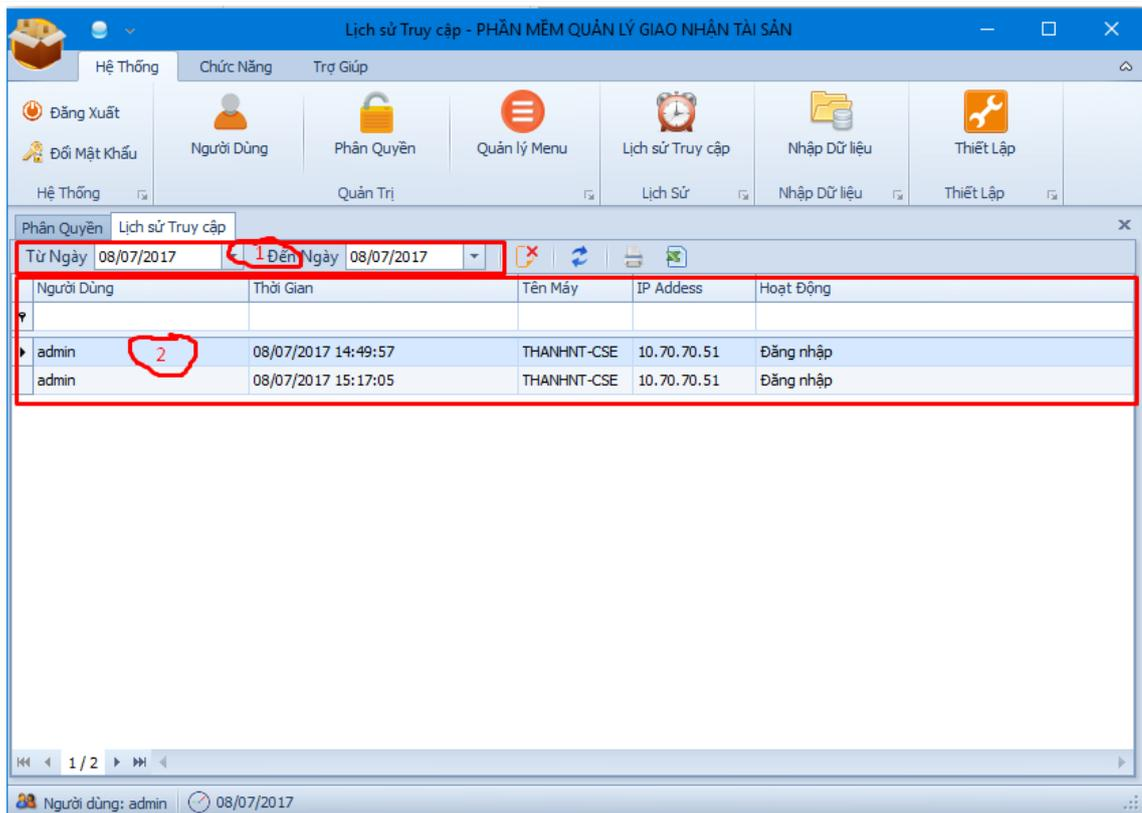 Lịch sử Truy cập - PHẦN MỀM QUẢN LÝ GIAO NHẬN TÀI SẢN
Hệ Thống Chức Năng Trợ Giúp
Đăng Xuất
Đổi Mật Khẩu
Người Dùng Phân Quyền Quản lý Menu Lịch sử Truy cập Nhập Dữ liệu Thiết Lập
Hệ Thống Quản Trị Lịch Sử Nhập Dữ liệu Thiết Lập
Phân Quyền Lịch sử Truy cập
Từ Ngày 08/07/2017 1 Đến Ngày 08/07/2017
Người Dùng Thời Gian Tên Máy IP Addess Hoạt Động
admin 2 08/07/2017 14:49:57 THANHNT-CSE 10.70.70.51 Đăng nhập
admin 08/07/2017 15:17:05 THANHNT-CSE 10.70.70.51 Đăng nhập
1 / 2
Người dùng: admin 08/07/2017